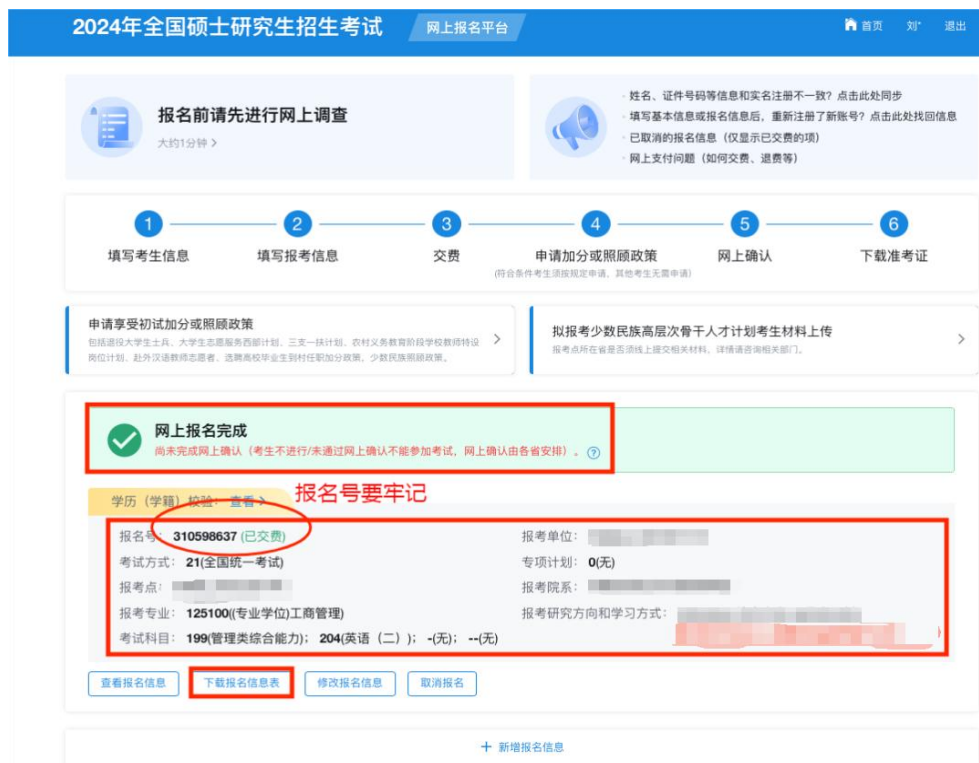 2024年全国硕士研究生招生考试 网上报名平台 首页 刘* 退出
报名前请先进行网上调查
大约1分钟 >
· 姓名、证件号码等信息和实名注册不一致？点击此处同步
· 填写基本信息或报名信息后，重新注册了新账号？点击此处找回信息
· 已取消的报名信息（仅显示已交费的项）
· 网上支付问题（如何交费、退费等）
1 2 3 4 5 6
填写考生信息 填写报考信息 交费 申请加分或照顾政策 网上确认 下载准考证
(符合条件考生须按规定申请，其他考生无需申请)
申请享受初试加分或照顾政策
包括退役大学生士兵、大学生志愿服务西部计划、三支一扶计划、农村义务教育阶段学校教师特设
岗位计划、赴外汉语教师志愿者、选聘高校毕业生到村任职加分政策，少数民族照顾政策。
拟报考少数民族高层次骨干人才计划考生材料上传
报考点所在省是否须线上提交相关材料，详情请咨询相关部门。
网上报名完成
尚未完成网上确认（考生不进行/未通过网上确认不能参加考试，网上确认由各省安排）。
学历（学籍）校验： 查看 >
报名号要牢记
报名号： 310598637 (已交费)
报考单位：
考试方式： 21(全国统一考试)
专项计划： 0(无)
报考点：
报考院系：
报考专业： 125100((专业学位)工商管理)
报考研究方向和学习方式：
考试科目： 199(管理类综合能力)； 204(英语（二）)； -(无)； --(无)
查看报名信息 下载报名信息表 修改报名信息 取消报名
+ 新增报名信息